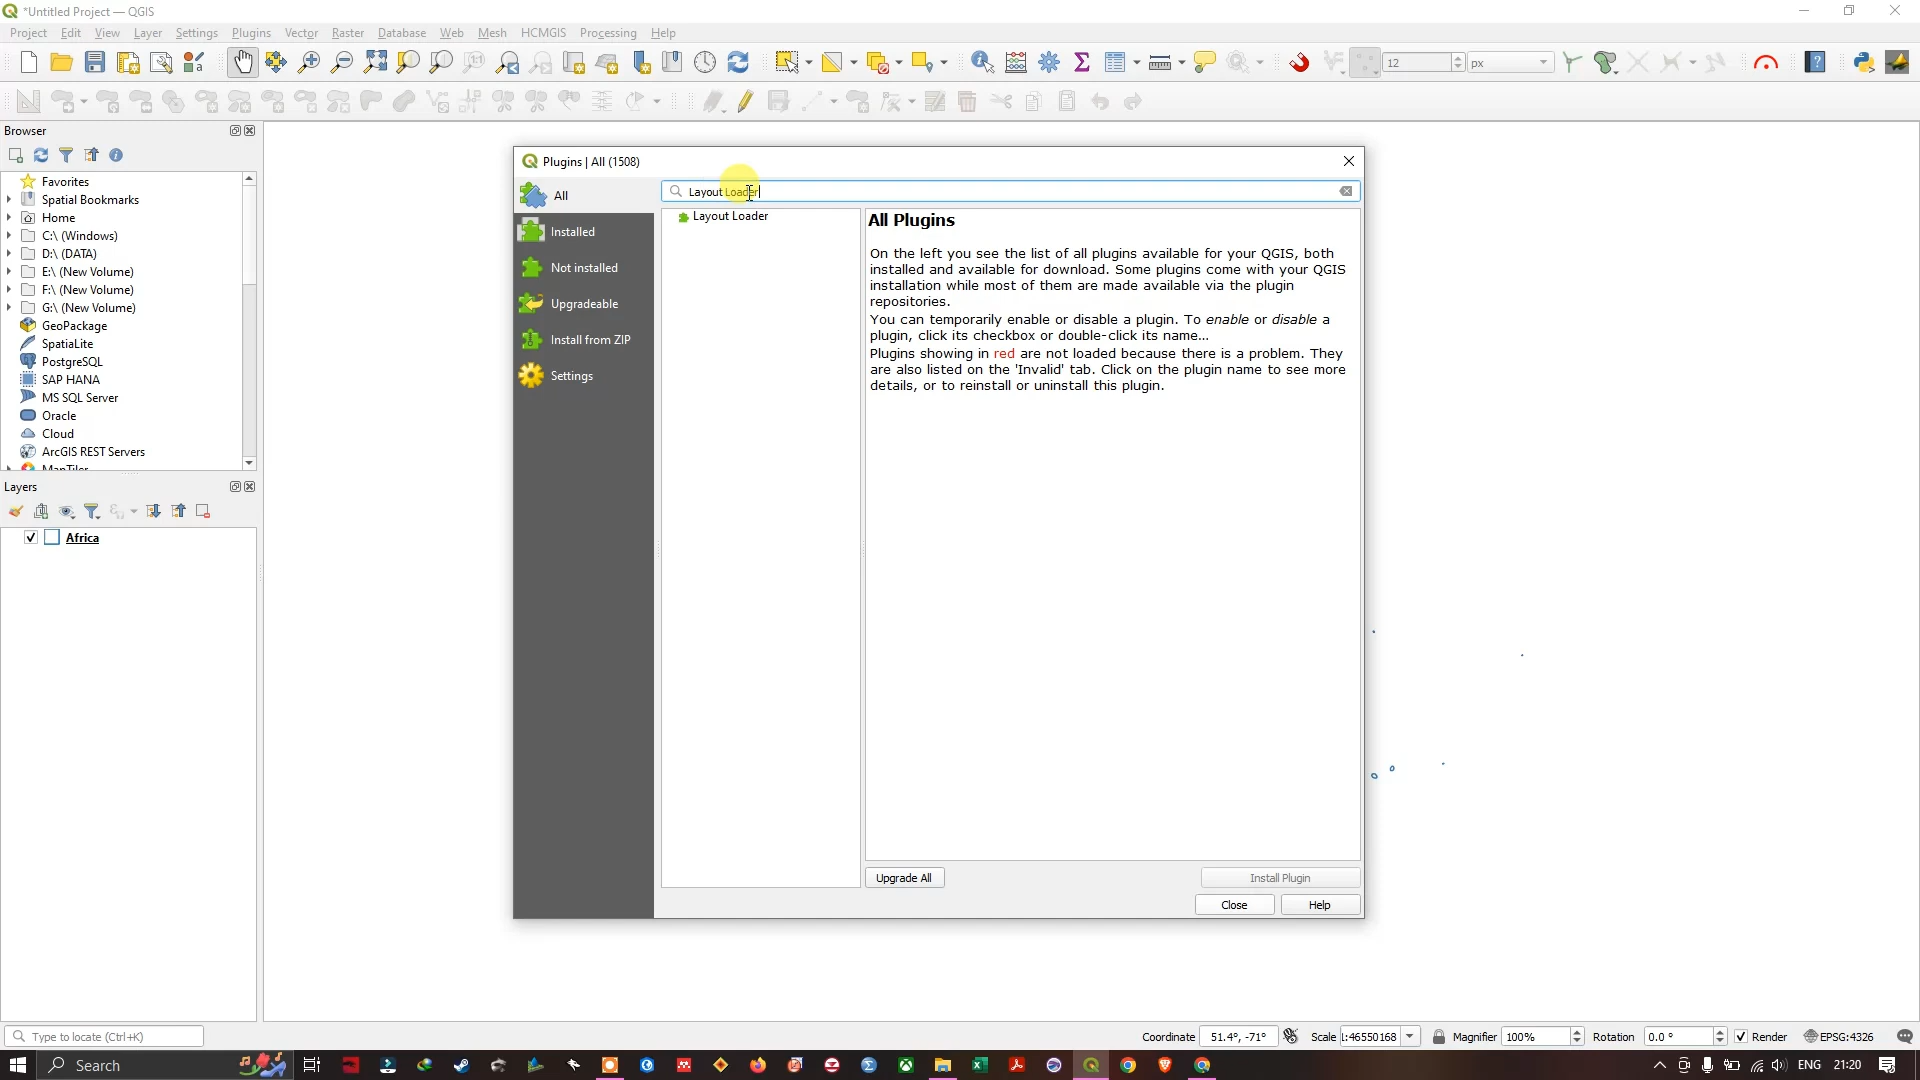 *Untitled Project — QGIS
Project Edit View Layer Settings Plugins Vector Raster Database Web Mesh HCMGIS Processing Help
12 px
Browser
Favorites
Spatial Bookmarks
Home
C:\ (Windows)
D:\ (DATA)
E:\ (New Volume)
F:\ (New Volume)
G:\ (New Volume)
GeoPackage
SpatiaLite
PostgreSQL
SAP HANA
MS SQL Server
Oracle
Cloud
ArcGIS REST Servers
MapTiler
Layers
Africa
Plugins | All (1508)
All
Installed
Not installed
Upgradeable
Install from ZIP
Settings
Layout Loader
Layout Loader
All Plugins
On the left you see the list of all plugins available for your QGIS, both
installed and available for download. Some plugins come with your QGIS
installation while most of them are made available via the plugin
repositories.
You can temporarily enable or disable a plugin. To enable or disable a
plugin, click its checkbox or double-click its name...
Plugins showing in red are not loaded because there is a problem. They
are also listed on the 'Invalid' tab. Click on the plugin name to see more
details, or to reinstall or uninstall this plugin.
Upgrade All
Install Plugin
Close
Help
Type to locate (Ctrl+K)
Coordinate 51.4°, -71° Scale 1:46550168 Magnifier 100% Rotation 0.0 ° Render EPSG:4326
Search
ENG 21:20